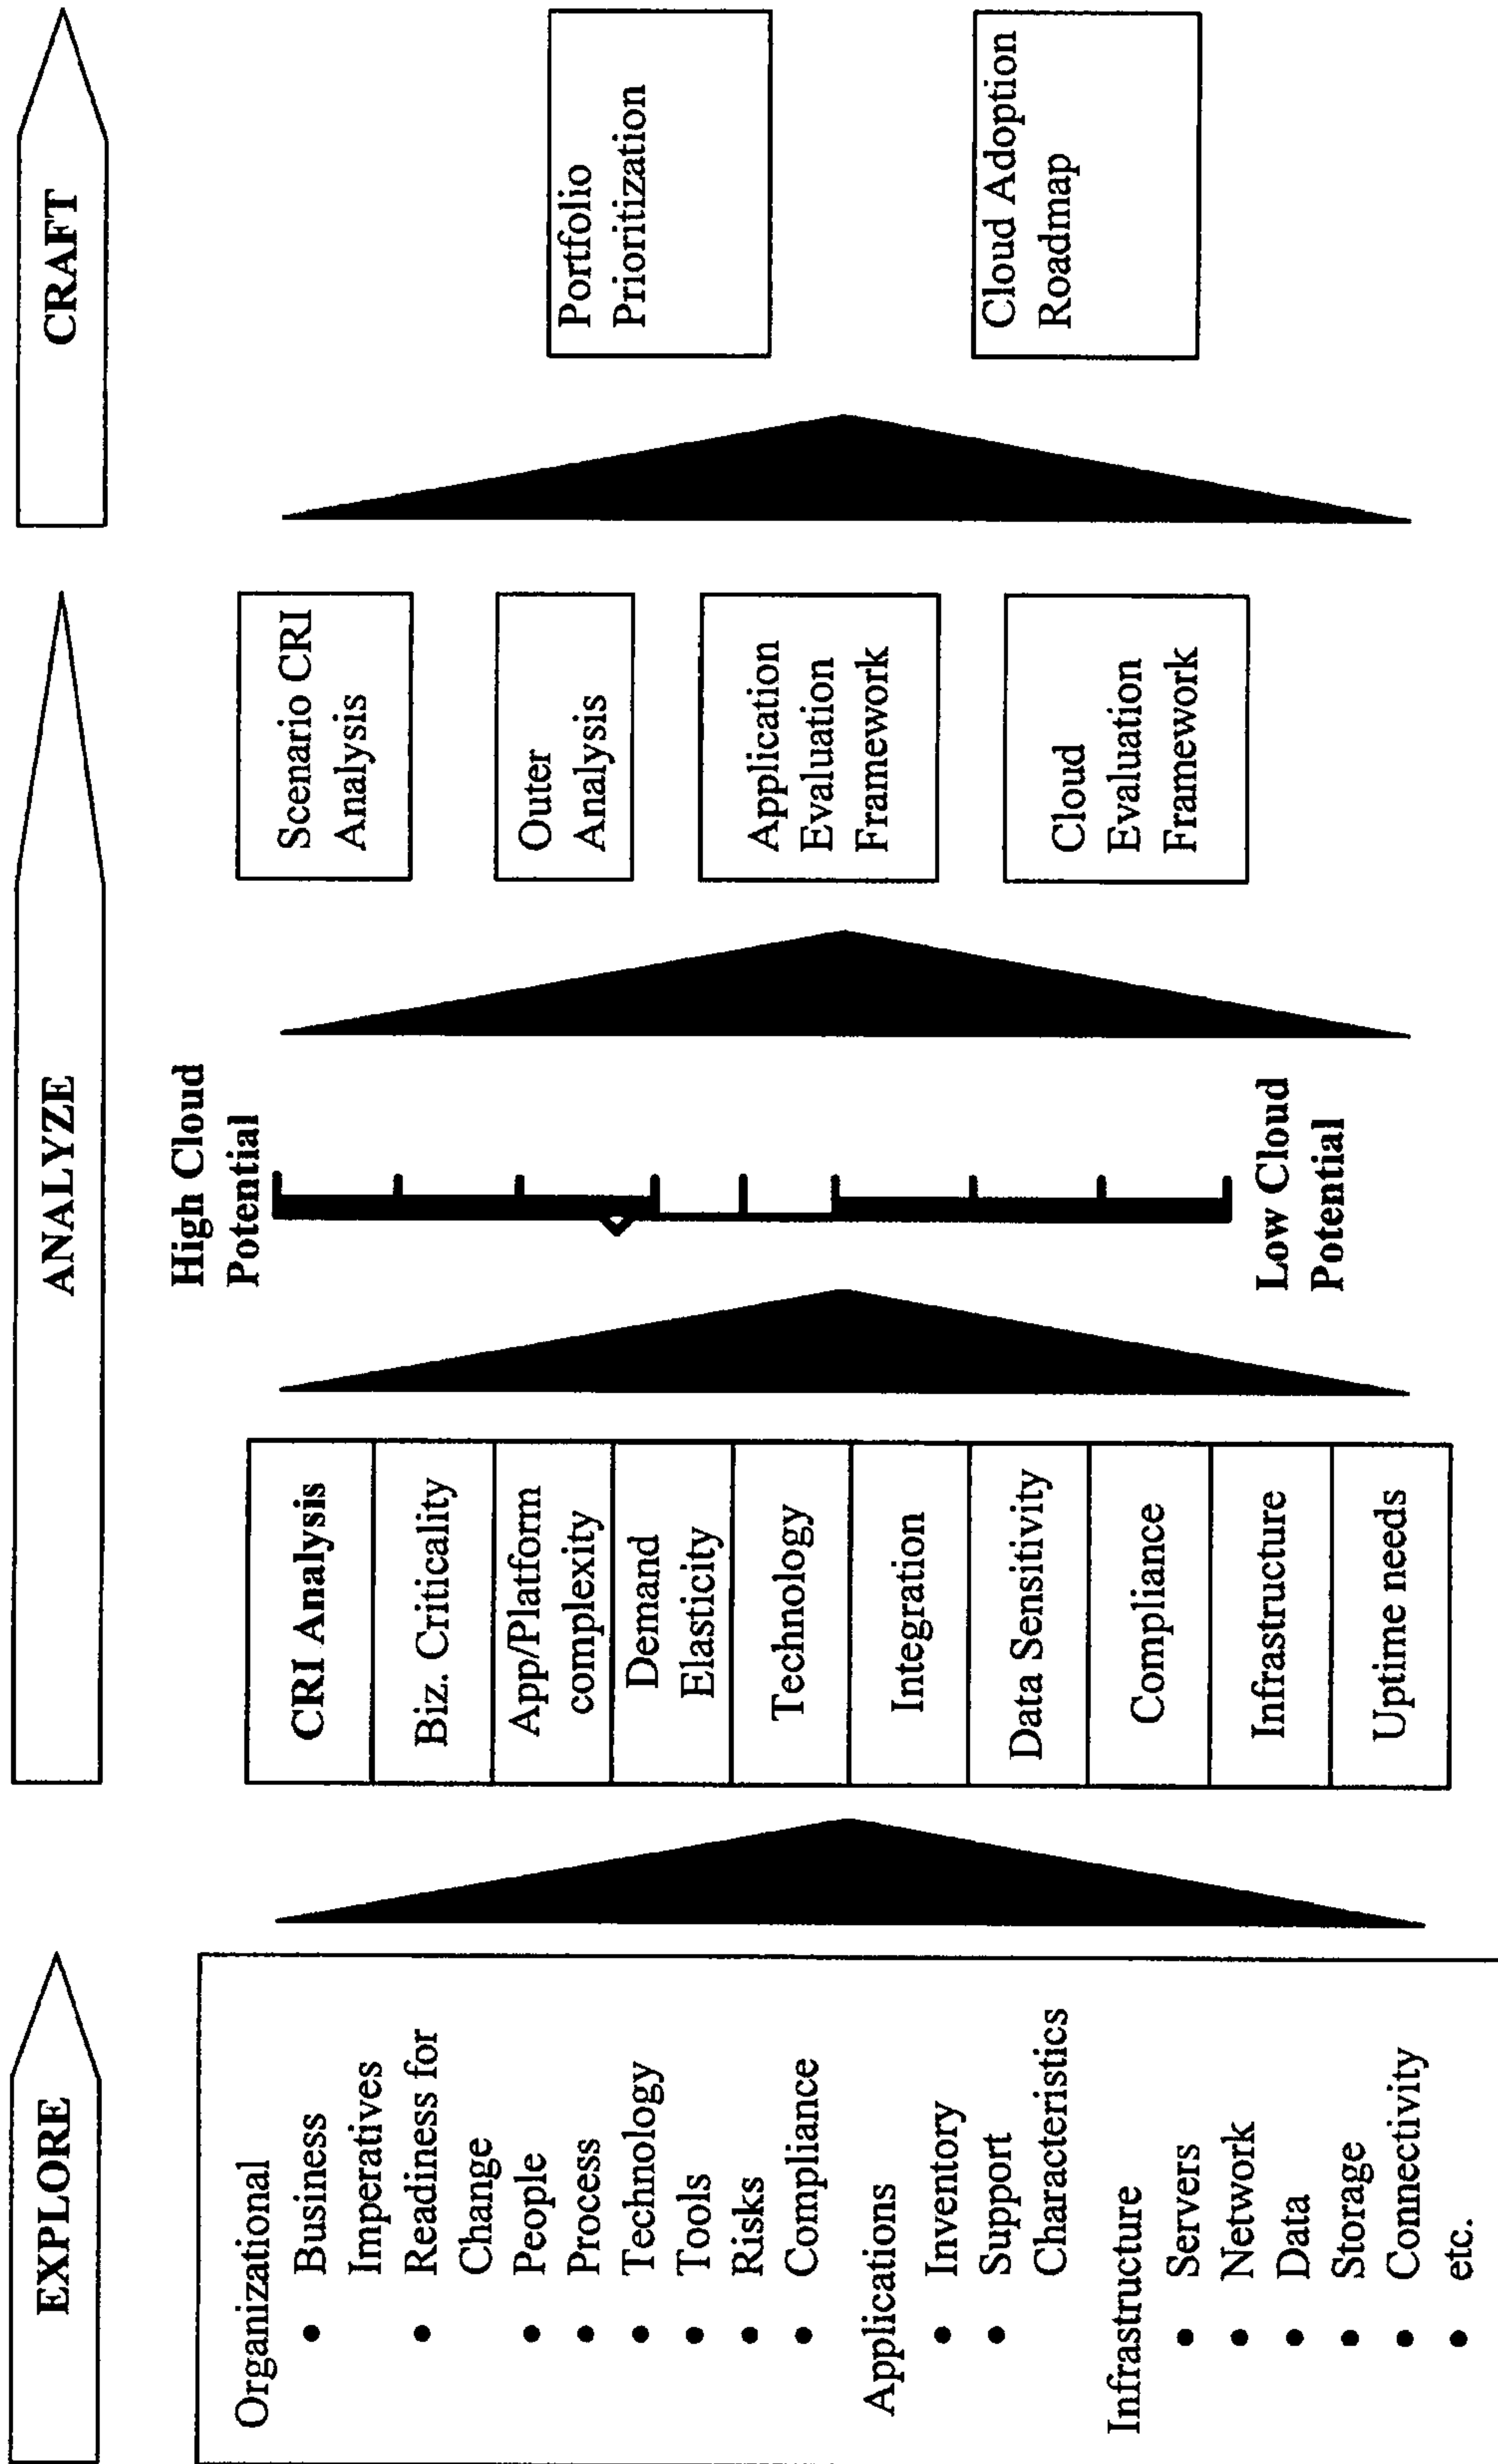 EXPLORE
ANALYZE
CRAFT
Organizational
• Business
Imperatives
• Readiness for
Change
• People
• Process
• Technology
• Tools
• Risks
• Compliance
Applications
• Inventory
• Support
Characteristics
Infrastructure
• Servers
• Network
• Data
• Storage
• Connectivity
• etc.
CRI Analysis
Biz. Criticality
App/Platform
complexity
Demand
Elasticity
Technology
Integration
Data Sensitivity
Compliance
Infrastructure
Uptime needs
High Cloud
Potential
Low Cloud
Potential
Scenario CRI
Analysis
Outer
Analysis
Application
Evaluation
Framework
Cloud
Evaluation
Framework
Portfolio
Prioritization
Cloud Adoption
Roadmap